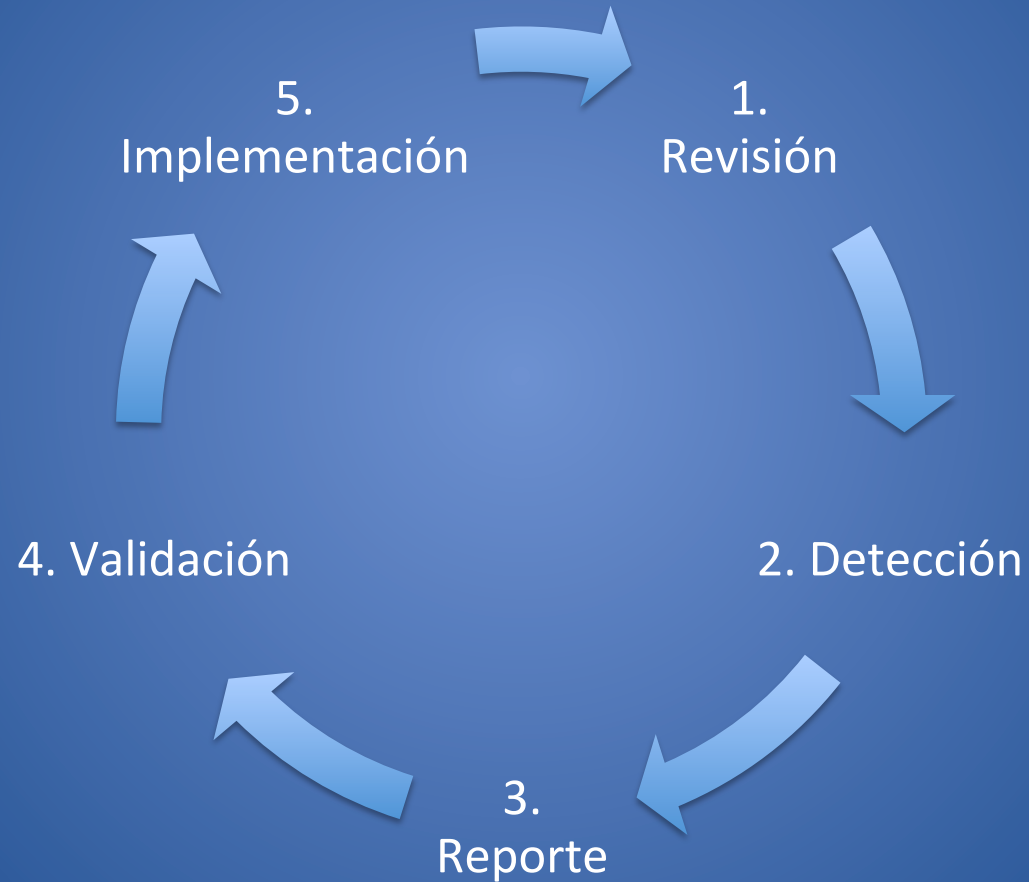 1.
Revisión
2. Detección
3.
Reporte
4. Validación
5.
Implementación